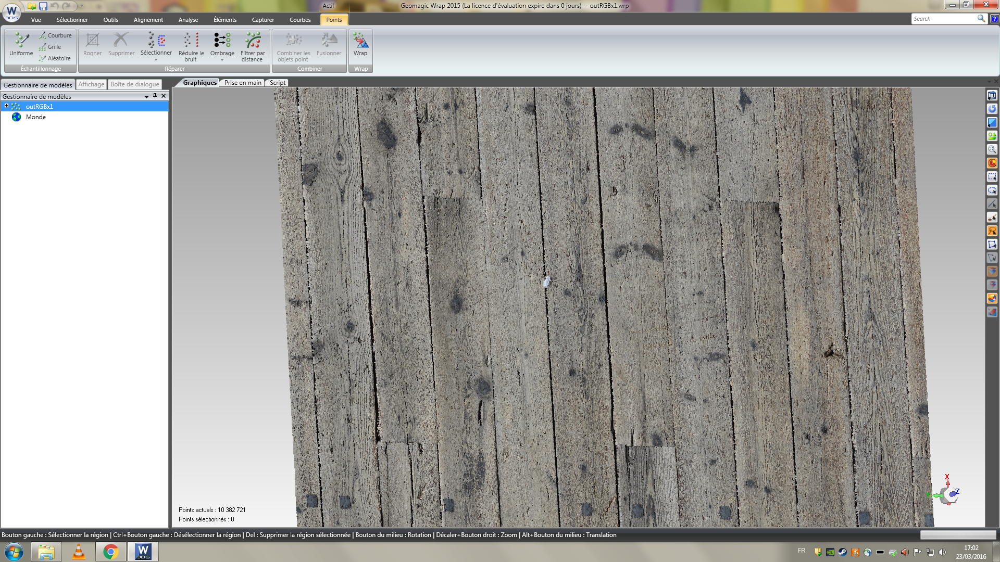 Actif
Geomagic Wrap 2015 (La licence d'évaluation expire dans 0 jours) -- outRGBx1.wrp
W
3DS
Vue Sélectionner Outils Alignement Analyse Éléments Capturer Courbes Points
Search
Uniforme
Courbure
Grille
Aléatoire
Échantillonnage
Rogner
Supprimer
Sélectionner
Réduire le
bruit
Ombrage
Filtrer par
distance
Réparer
Combiner les
objets point
Fusionner
Combiner
Wrap
Wrap
Gestionnaire de modèles Affichage Boîte de dialogue
Graphiques Prise en main Script
Gestionnaire de modèles
outRGBx1
Monde
X
Y
Z
Points actuels : 10 382 721
Points sélectionnés : 0
Bouton gauche : Sélectionner la région | Ctrl+Bouton gauche : Désélectionner la région | Del : Supprimer la région sélectionnée | Bouton du milieu : Rotation | Décaler+Bouton droit : Zoom | Alt+Bouton du milieu : Translation
W
3DS
FR
17:02
23/03/2016